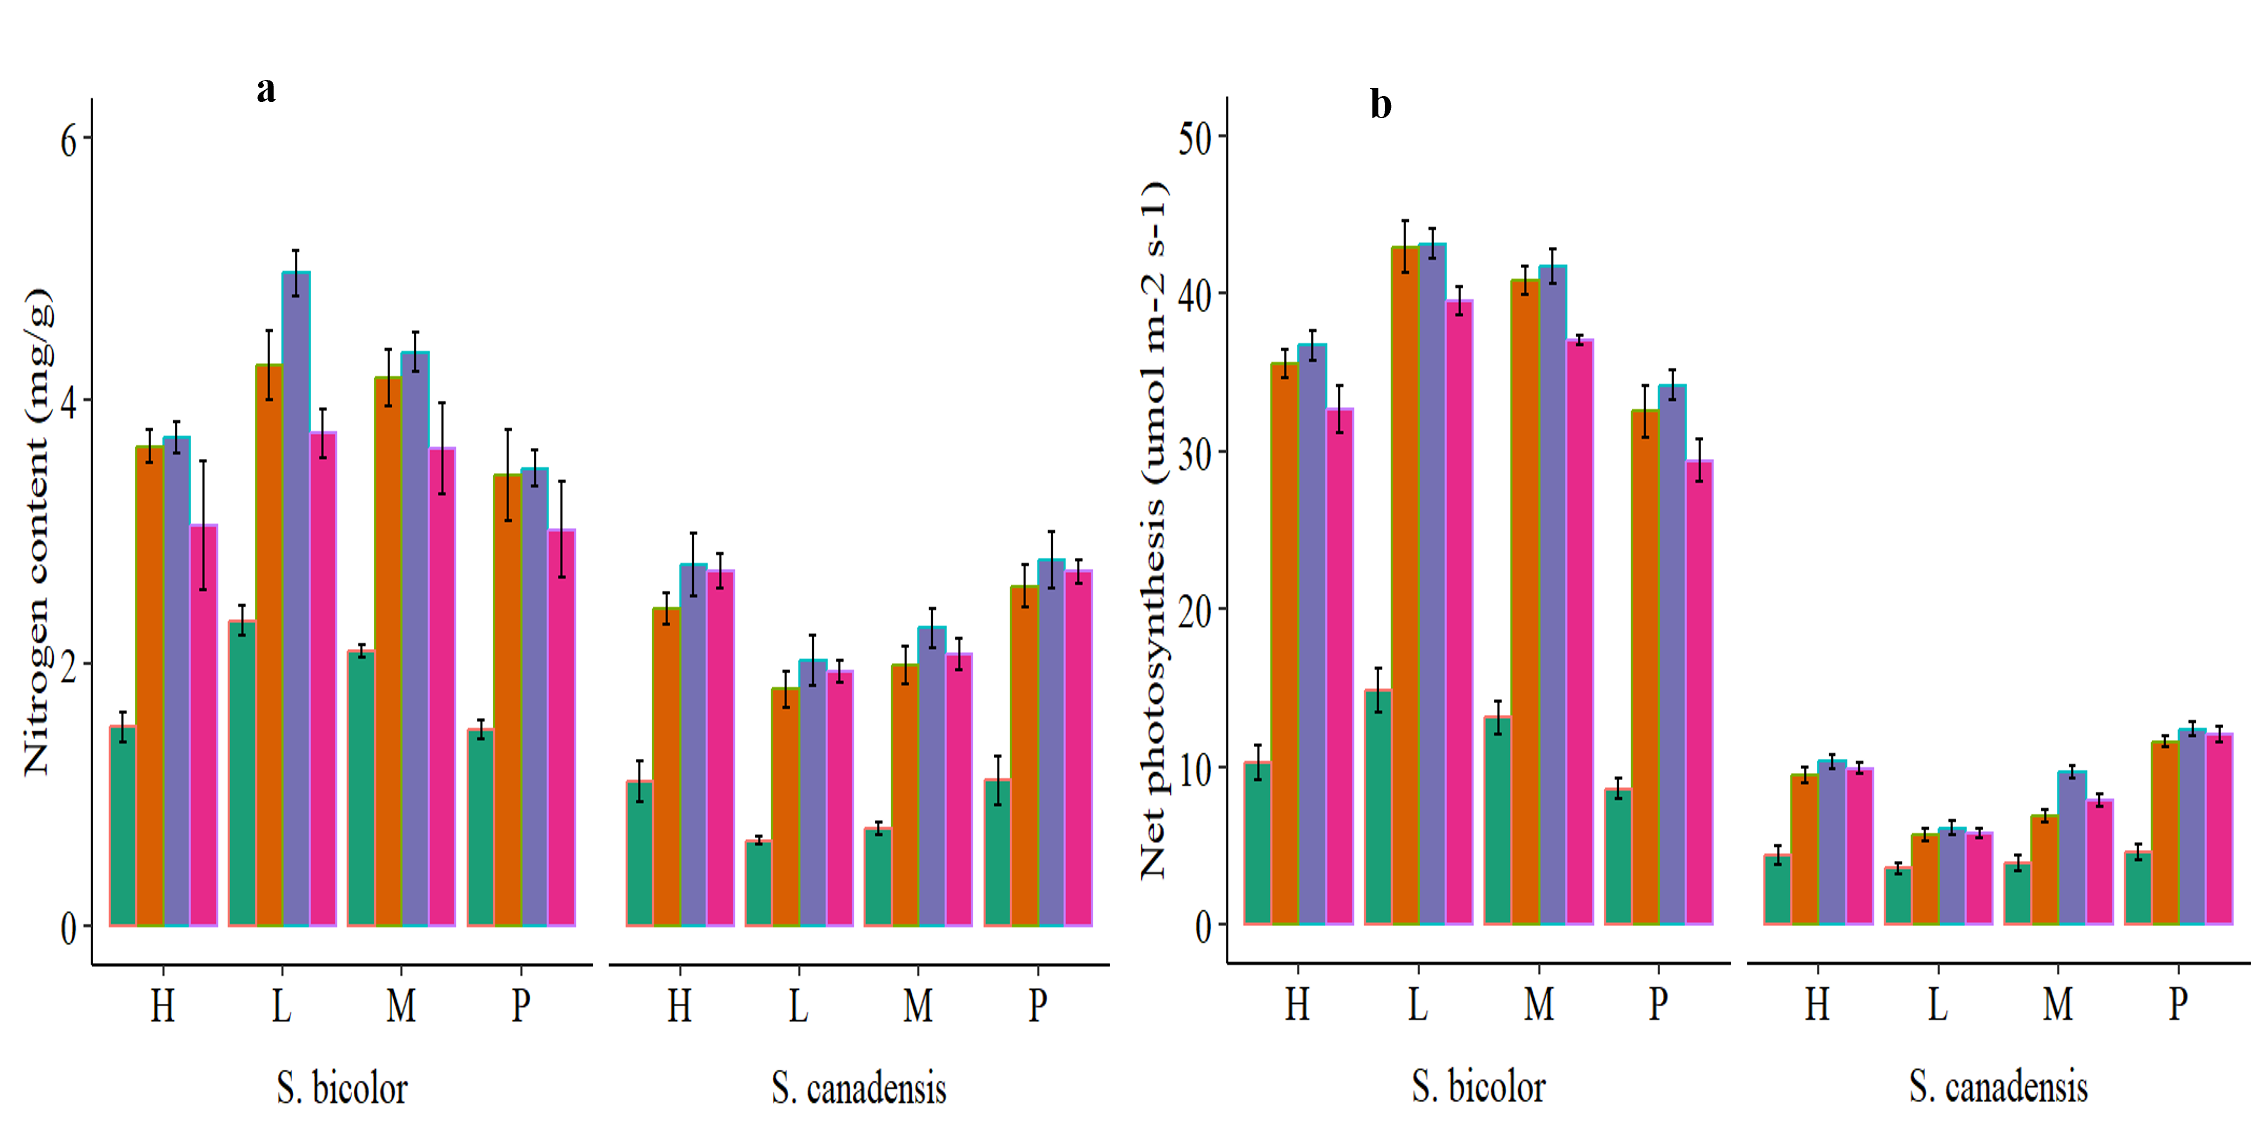 a
Nitrogen content (mg/g)
6
4
2
0
H L M P H L M P
S. bicolor S. canadensis
b
Net photosynthesis (umol m-2 s-1)
50
40
30
20
10
0
H L M P H L M P
S. bicolor S. canadensis